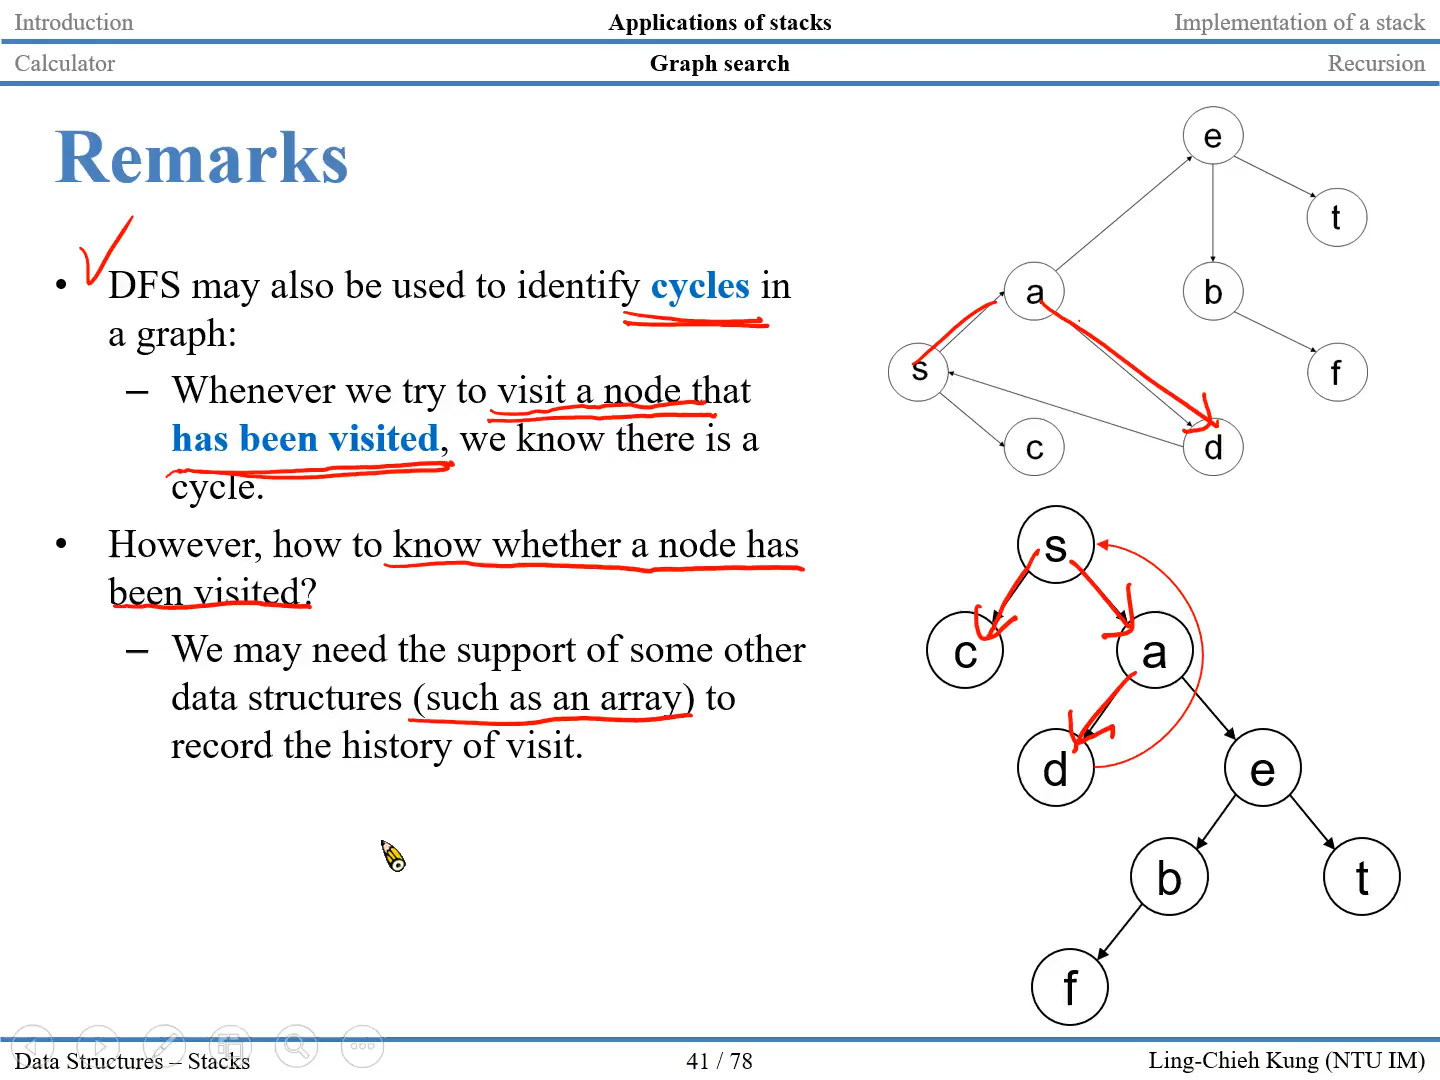 Introduction Applications of stacks Implementation of a stack
Calculator Graph search Recursion
Remarks
• DFS may also be used to identify cycles in
a graph:
– Whenever we try to visit a node that
has been visited, we know there is a
cycle.
• However, how to know whether a node has
been visited?
– We may need the support of some other
data structures (such as an array) to
record the history of visit.
e
t
a
b
s
f
c
d
s
c
a
d
e
b
t
f
Data Structures – Stacks 41 / 78 Ling-Chieh Kung (NTU IM)